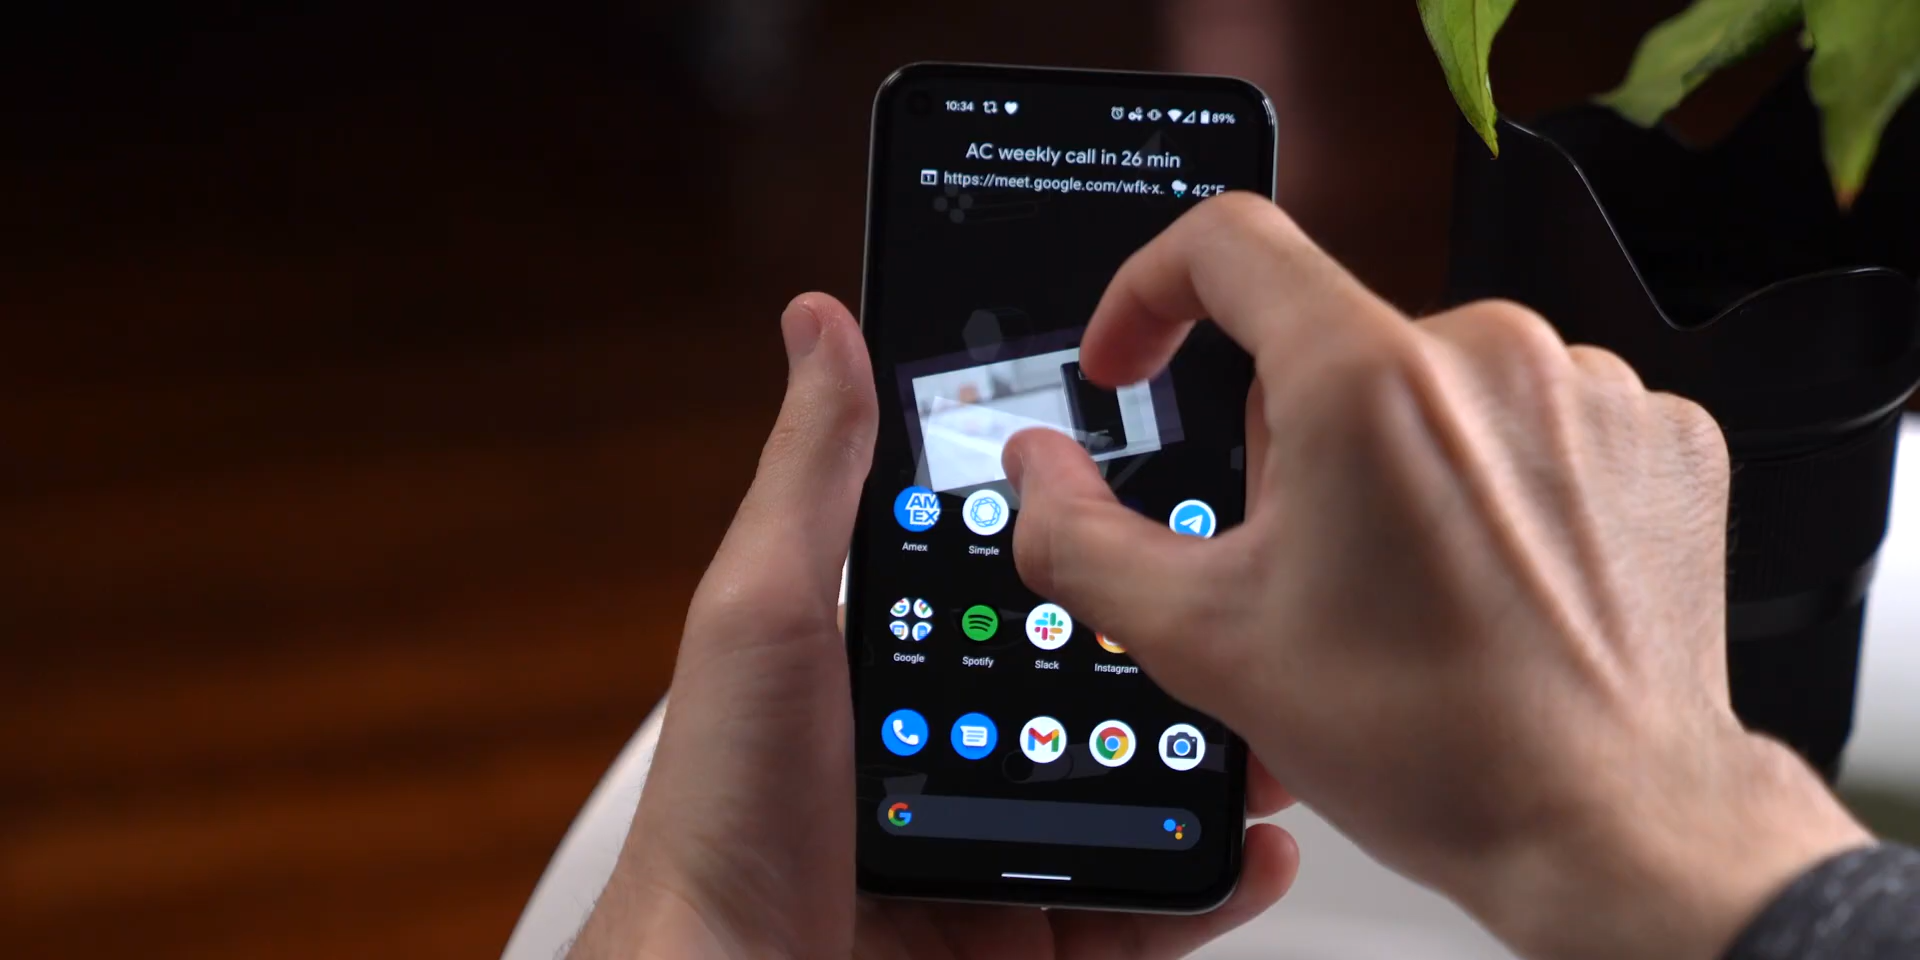 10:34 89%
AC weekly call in 26 min
https://meet.google.com/wfk-x.. 42°F
AM
EX
Amex Simple
Google Spotify Slack Instagram
G